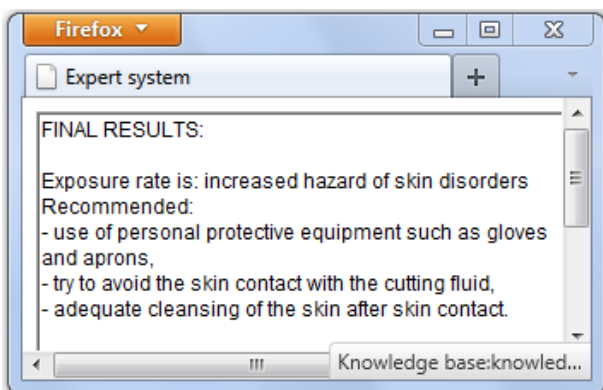 Firefox
Expert system
FINAL RESULTS:
Exposure rate is: increased hazard of skin disorders
Recommended:
- use of personal protective equipment such as gloves
and aprons,
- try to avoid the skin contact with the cutting fluid,
- adequate cleansing of the skin after skin contact.
Knowledge base:knowled...